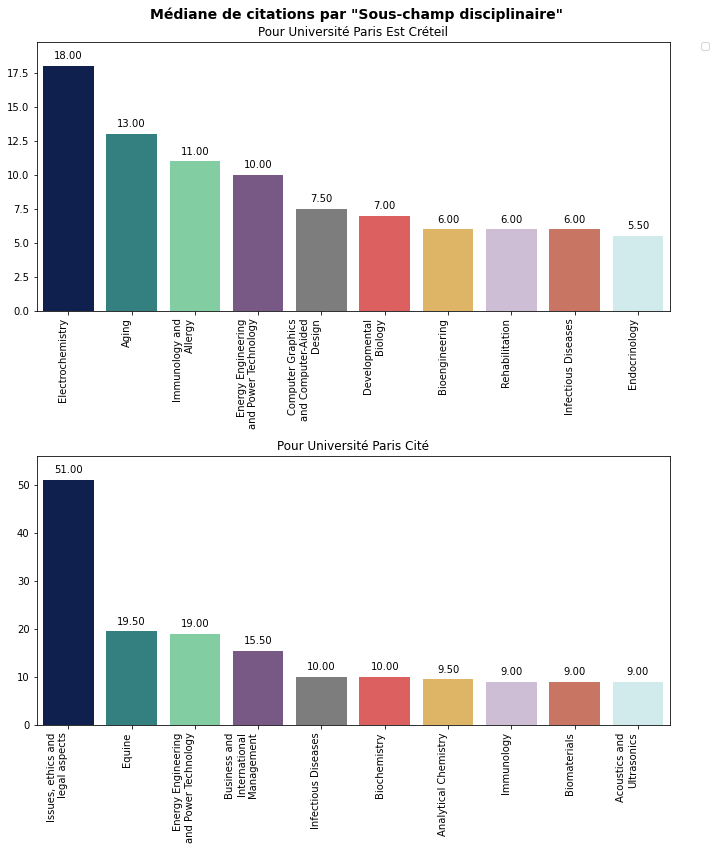 Médiane de citations par "Sous-champ disciplinaire"
Pour Université Paris Est Créteil
18.00
13.00
11.00
10.00
7.50
7.00
6.00
6.00
6.00
5.50
17.5
15.0
12.5
10.0
7.5
5.0
2.5
0.0
Electrochemistry
Aging
Immunology and
Allergy
Energy Engineering
and Power Technology
Computer Graphics
and Computer-Aided
Design
Developmental
Biology
Bioengineering
Rehabilitation
Infectious Diseases
Endocrinology
Pour Université Paris Cité
51.00
19.50
19.00
15.50
10.00
10.00
9.50
9.00
9.00
9.00
50
40
30
20
10
0
Issues, ethics and
legal aspects
Equine
Energy Engineering
and Power Technology
Business and
International
Management
Infectious Diseases
Biochemistry
Analytical Chemistry
Immunology
Biomaterials
Acoustics and
Ultrasonics